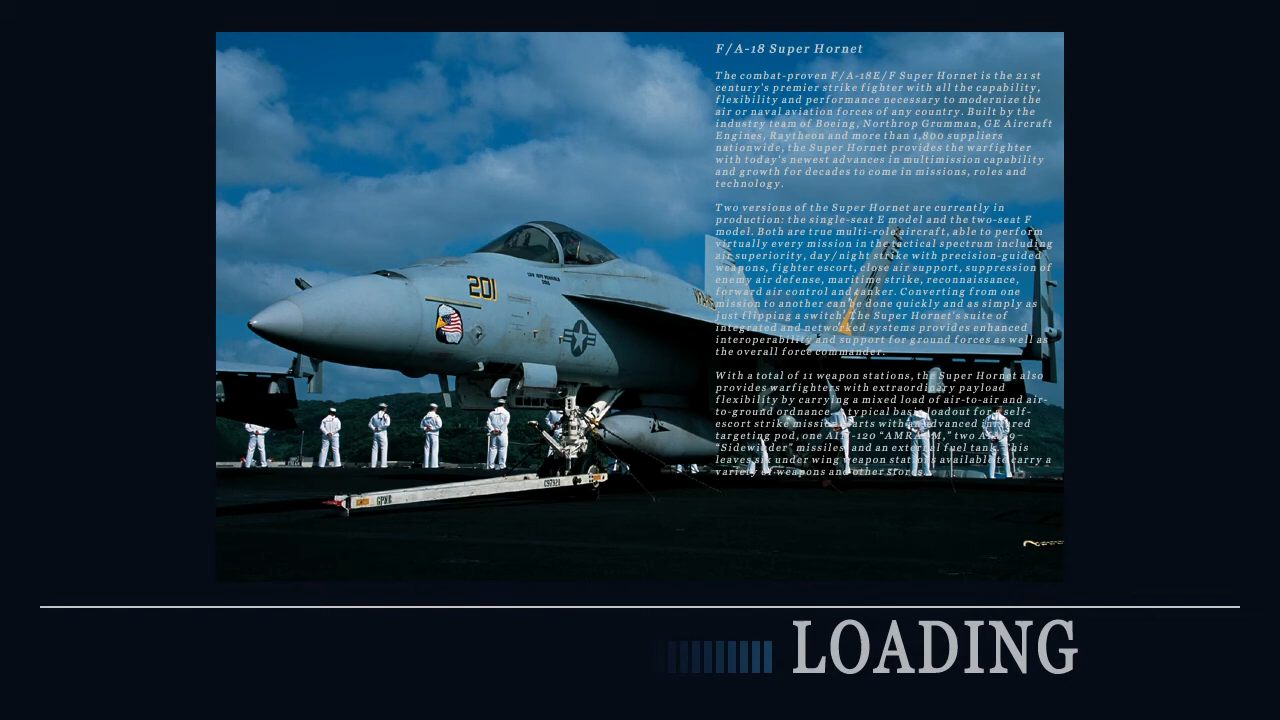 F/A-18 Super Hornet
The combat-proven F/A-18E/F Super Hornet is the 21st
century's premier strike fighter with all the capability,
flexibility and performance necessary to modernize the
air or naval aviation forces of any country. Built by the
industry team of Boeing, Northrop Grumman, GE Aircraft
Engines, Raytheon and more than 1,800 suppliers
nationwide, the Super Hornet provides the warfighter
with today's newest advances in multimission capability
and growth for decades to come in missions, roles and
technology.
Two versions of the Super Hornet are currently in
production: the single-seat E model and the two-seat F
model. Both are true multi-role aircraft, able to perform
virtually every mission in the tactical spectrum including
air superiority, day/night strike with precision-guided
weapons, fighter escort, close air support, suppression of
enemy air defense, maritime strike, reconnaissance,
forward air control and tanker. Converting from one
mission to another can be done quickly and as simply as
just flipping a switch. The Super Hornet's suite of
integrated and networked systems provides enhanced
interoperability and support for ground forces as well as
the overall force commander.
With a total of 11 weapon stations, the Super Hornet also
provides warfighters with extraordinary payload
flexibility by carrying a mixed load of air-to-air and air-
to-ground ordnance. A typical basic loadout for a self-
escort strike mission starts with an advanced infrared
targeting pod, one AIM-120 “AMRAAM,” two AIM-9
“Sidewinder” missiles and an external fuel tank. This
leaves six under wing weapon stations available to carry a
variety of weapons and other stores.
201
GPNR
C97921
LOADING